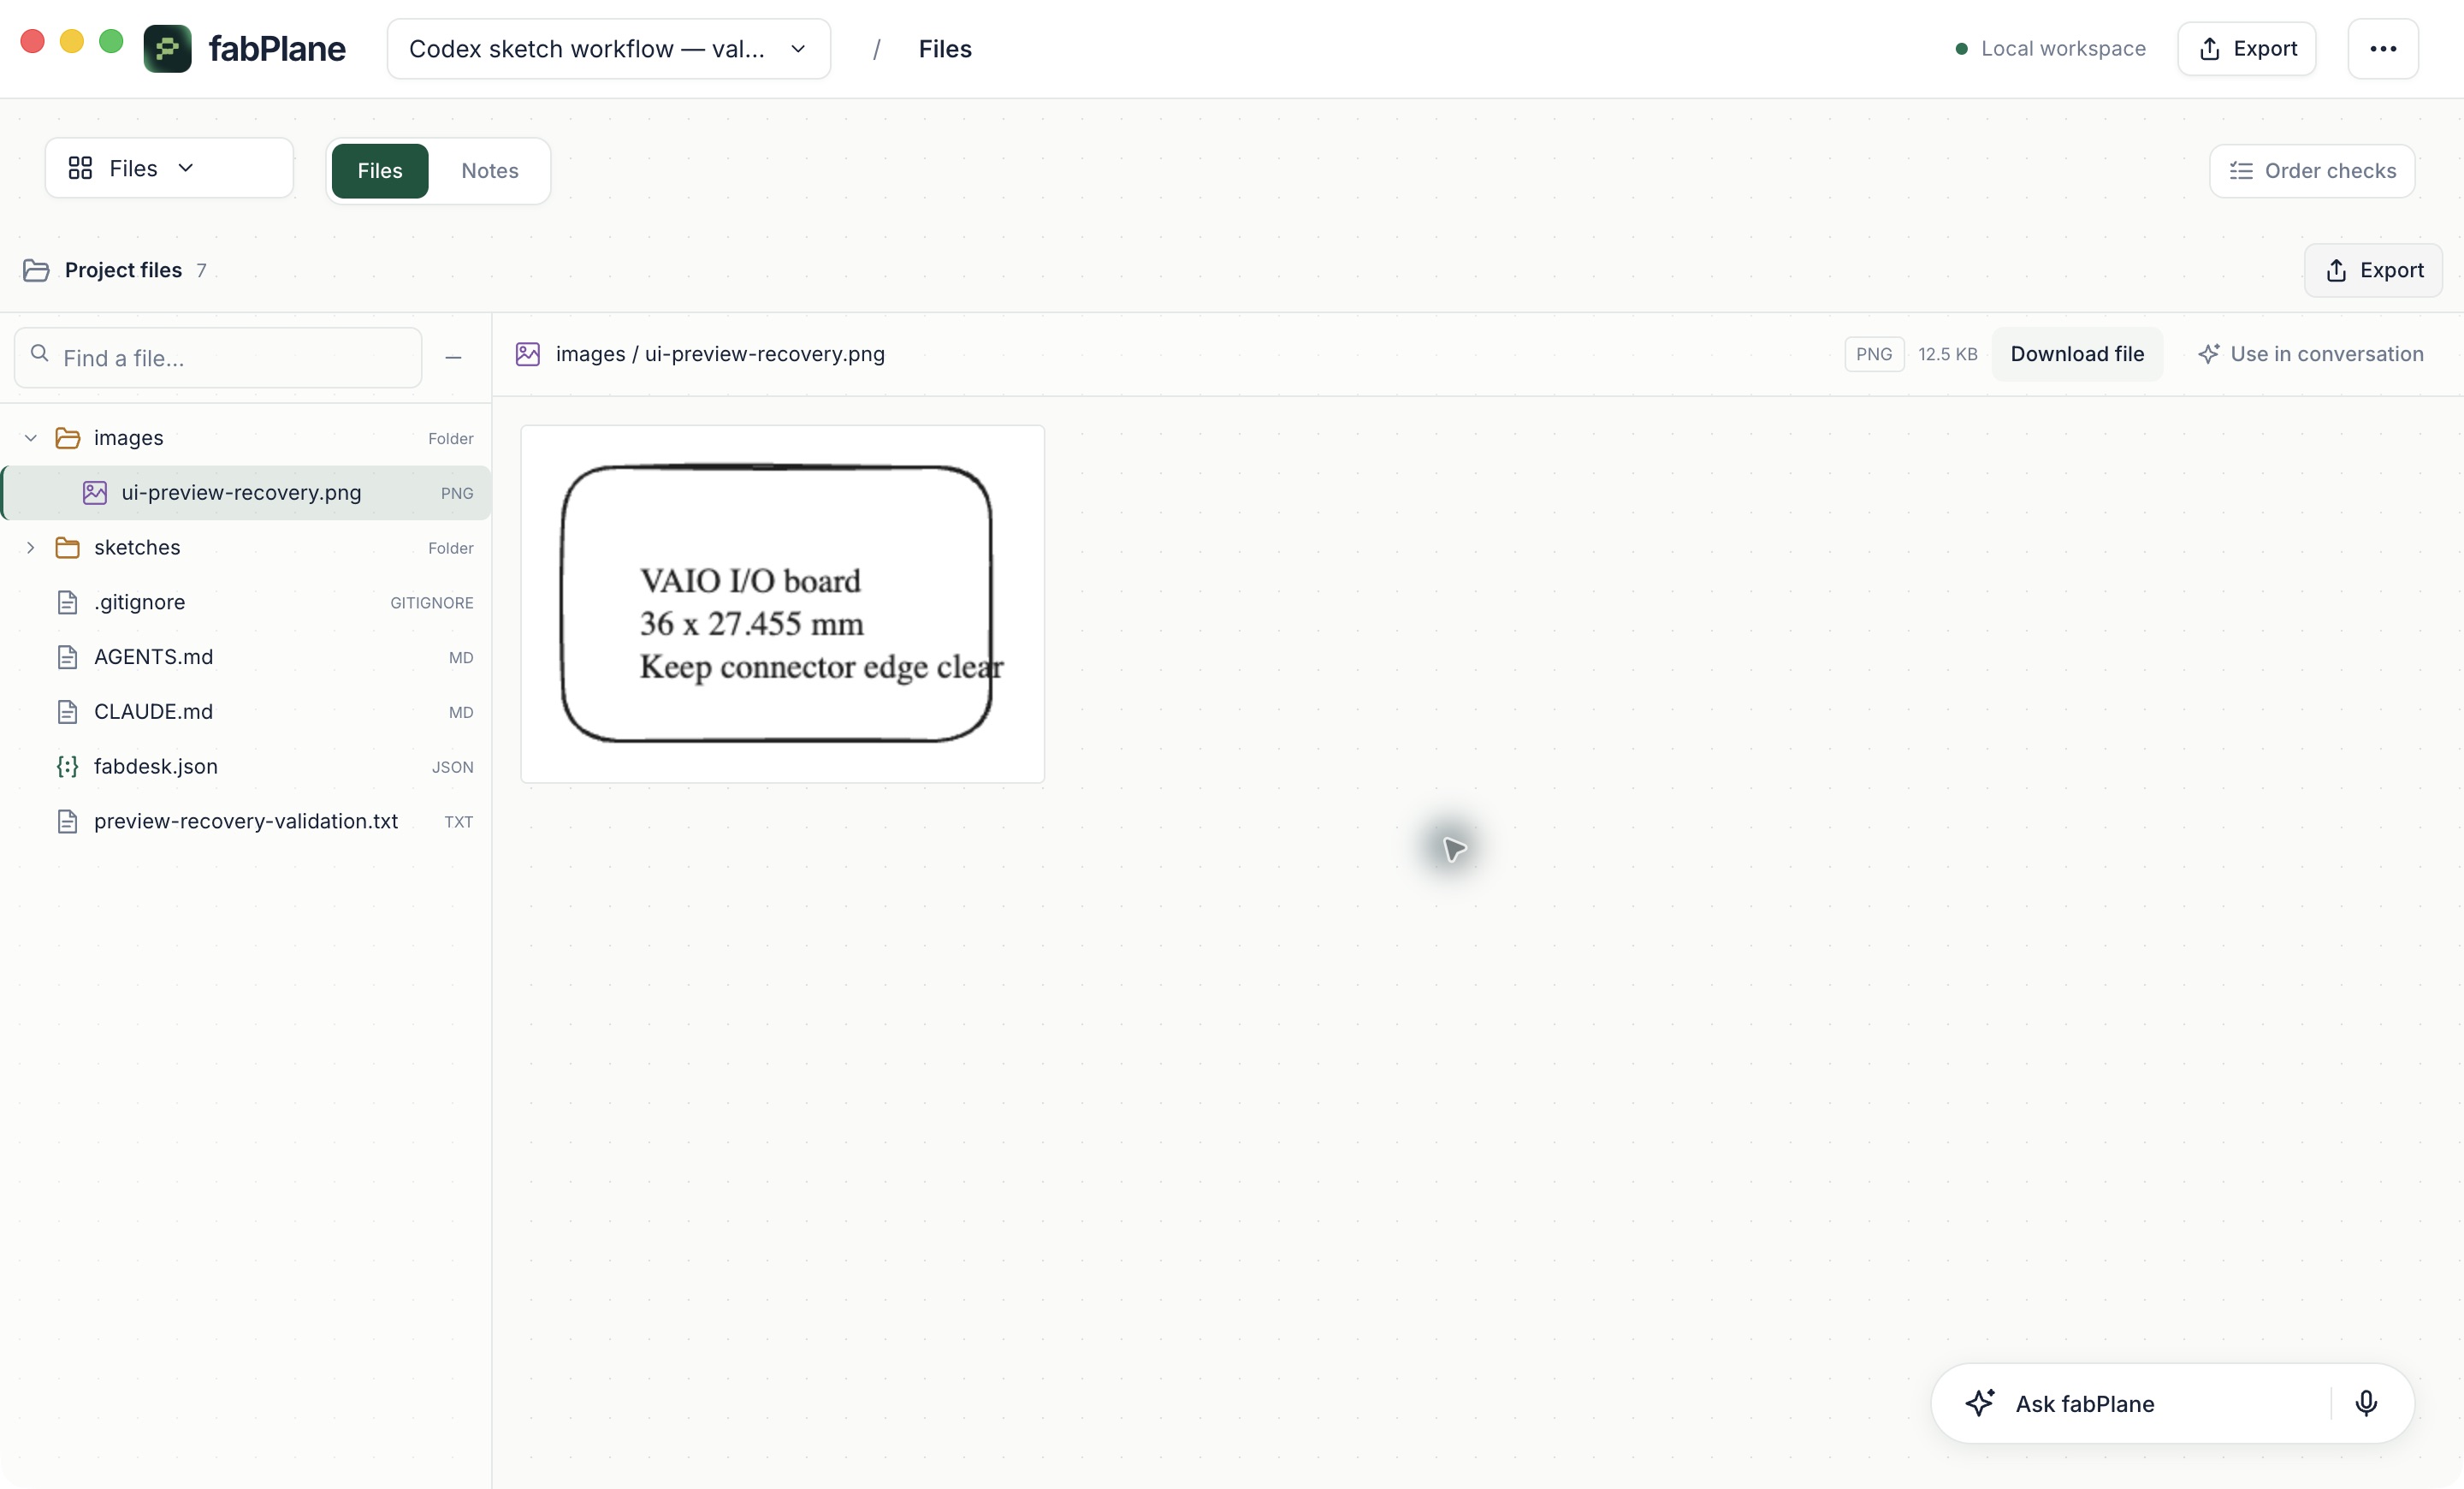 fabPlane
Codex sketch workflow — val...
/
Files
Local workspace
Export
Files
Files
Notes
Order checks
Project files 7
Export
Find a file...
images / ui-preview-recovery.png
PNG
12.5 KB
Download file
Use in conversation
images Folder
ui-preview-recovery.png PNG
sketches Folder
.gitignore GITIGNORE
AGENTS.md MD
CLAUDE.md MD
fabdesk.json JSON
preview-recovery-validation.txt TXT
VAIO I/O board
36 x 27.455 mm
Keep connector edge clear
Ask fabPlane